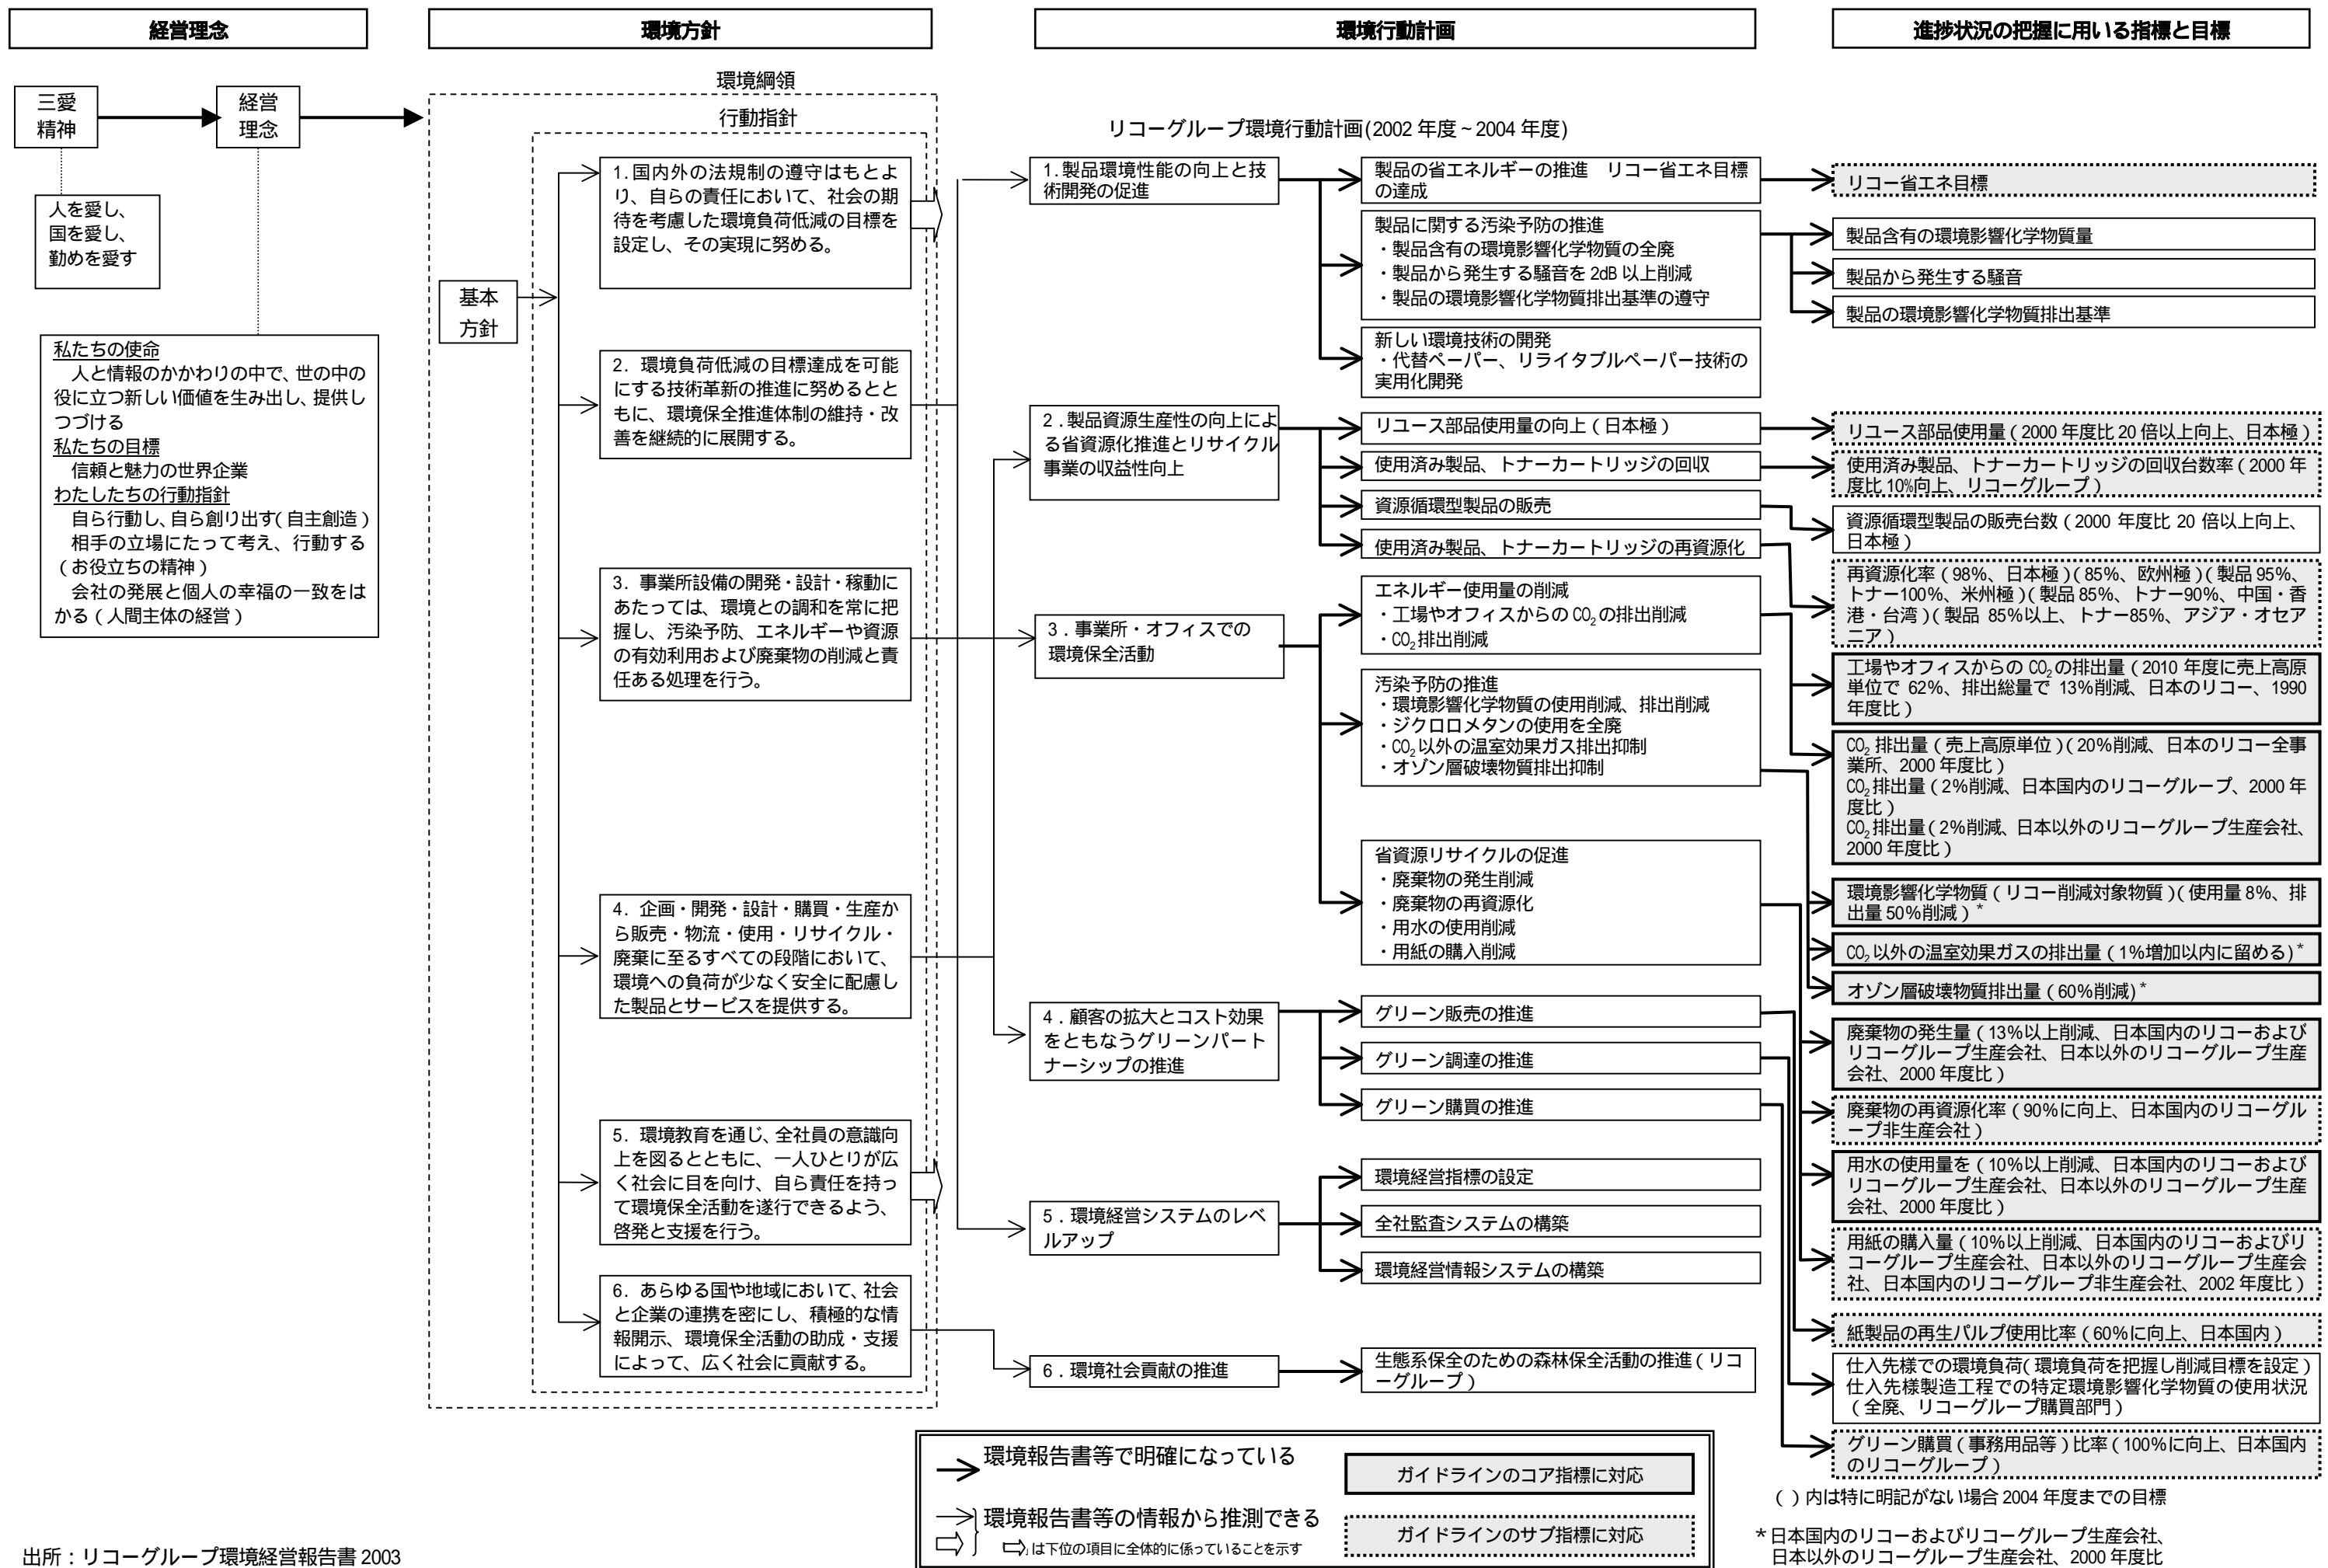 経営理念
環境方針
環境行動計画
進捗状況の把握に用いる指標と目標
三愛
精神
経営
理念
人を愛し、
国を愛し、
勤めを愛す
私たちの使命
人と情報のかかわりの中で、世の中の
役に立つ新しい価値を生み出し、提供し
つづける
私たちの目標
信頼と魅力の世界企業
わたしたちの行動指針
自ら行動し、自ら創り出す(自主創造)
相手の立場にたって考え、行動する
(お役立ちの精神)
会社の発展と個人の幸福の一致をは
かる(人間主体の経営)
環境綱領
行動指針
基本
方針
1.国内外の法規制の遵守はもとよ
り、自らの責任において、社会の期
待を考慮した環境負荷低減の目標を
設定し、その実現に努める。
2. 環境負荷低減の目標達成を可能
にする技術革新の推進に努めるとと
もに、環境保全推進体制の維持・改
善を継続的に展開する。
3. 事業所設備の開発・設計・稼動に
あたっては、環境との調和を常に把
握し、汚染予防、エネルギーや資源
の有効利用および廃棄物の削減と責
任ある処理を行う。
4. 企画・開発・設計・購買・生産か
ら販売・物流・使用・リサイクル・
廃棄に至るすべての段階において、
環境への負荷が少なく安全に配慮し
た製品とサービスを提供する。
5. 環境教育を通じ、全社員の意識向
上を図るとともに、一人ひとりが広
く社会に目を向け、自ら責任を持っ
て環境保全活動を遂行できるよう、
啓発と支援を行う。
6. あらゆる国や地域において、社会
と企業の連携を密にし、積極的な情
報開示、環境保全活動の助成・支援
によって、広く社会に貢献する。
リコーグループ環境行動計画(2002 年度~2004 年度)
1.製品環境性能の向上と技
術開発の促進
2.製品資源生産性の向上によ
る省資源化推進とリサイクル
事業の収益性向上
3.事業所・オフィスでの
環境保全活動
4.顧客の拡大とコスト効果
をともなうグリーンパート
ナーシップの推進
5.環境経営システムのレベ
ルアップ
6.環境社会貢献の推進
製品の省エネルギーの推進 リコー省エネ目標
の達成
製品に関する汚染予防の推進
・製品含有の環境影響化学物質の全廃
・製品から発生する騒音を 2dB 以上削減
・製品の環境影響化学物質排出基準の遵守
新しい環境技術の開発
・代替ペーパー、リライタブルペーパー技術の
実用化開発
リユース部品使用量の向上(日本極)
使用済み製品、トナーカートリッジの回収
資源循環型製品の販売
使用済み製品、トナーカートリッジの再資源化
エネルギー使用量の削減
・工場やオフィスからの CO₂の排出削減
・CO₂排出削減
汚染予防の推進
・環境影響化学物質の使用削減、排出削減
・ジクロロメタンの使用を全廃
・CO₂以外の温室効果ガス排出抑制
・オゾン層破壊物質排出抑制
省資源リサイクルの促進
・廃棄物の発生削減
・廃棄物の再資源化
・用水の使用削減
・用紙の購入削減
グリーン販売の推進
グリーン調達の推進
グリーン購買の推進
環境経営指標の設定
全社監査システムの構築
環境経営情報システムの構築
生態系保全のための森林保全活動の推進(リコ
ーグループ)
リコー省エネ目標
製品含有の環境影響化学物質量
製品から発生する騒音
製品の環境影響化学物質排出基準
リユース部品使用量(2000 年度比 20 倍以上向上、日本極)
使用済み製品、トナーカートリッジの回収台数率(2000 年
度比 10%向上、リコーグループ)
資源循環型製品の販売台数(2000 年度比 20 倍以上向上、
日本極)
再資源化率(98%、日本極)(85%、欧州極)(製品 95%、
トナー100%、米州極)(製品 85%、トナー90%、中国・香
港・台湾)(製品 85%以上、トナー85%、アジア・オセア
ニア)
工場やオフィスからの CO₂の排出量(2010 年度に売上高原
単位で 62%、排出総量で 13%削減、日本のリコー、1990
年度比)
CO₂排出量(売上高原単位)(20%削減、日本のリコー全事
業所、2000 年度比)
CO₂排出量(2%削減、日本国内のリコーグループ、2000 年
度比)
CO₂排出量(2%削減、日本以外のリコーグループ生産会社、
2000 年度比)
環境影響化学物質(リコー削減対象物質)(使用量 8%、排
出量 50%削減)*
CO₂以外の温室効果ガスの排出量(1%増加以内に留める)*
オゾン層破壊物質排出量(60%削減)*
廃棄物の発生量(13%以上削減、日本国内のリコーおよび
リコーグループ生産会社、日本以外のリコーグループ生産
会社、2000 年度比)
廃棄物の再資源化率(90%に向上、日本国内のリコーグル
ープ非生産会社)
用水の使用量を(10%以上削減、日本国内のリコーおよび
リコーグループ生産会社、日本以外のリコーグループ生産
会社、2000 年度比)
用紙の購入量(10%以上削減、日本国内のリコーおよびリ
コーグループ生産会社、日本以外のリコーグループ生産会
社、日本国内のリコーグループ非生産会社、2002 年度比)
紙製品の再生パルプ使用比率(60%に向上、日本国内)
仕入先様での環境負荷(環境負荷を把握し削減目標を設定)
仕入先様製造工程での特定環境影響化学物質の使用状況
(全廃、リコーグループ購買部門)
グリーン購買(事務用品等)比率(100%に向上、日本国内
のリコーグループ)
環境報告書等で明確になっている
環境報告書等の情報から推測できる
は下位の項目に全体的に係っていることを示す
ガイドラインのコア指標に対応
ガイドラインのサブ指標に対応
( )内は特に明記がない場合 2004 年度までの目標
*日本国内のリコーおよびリコーグループ生産会社、
日本以外のリコーグループ生産会社、2000 年度比
出所:リコーグループ環境経営報告書 2003